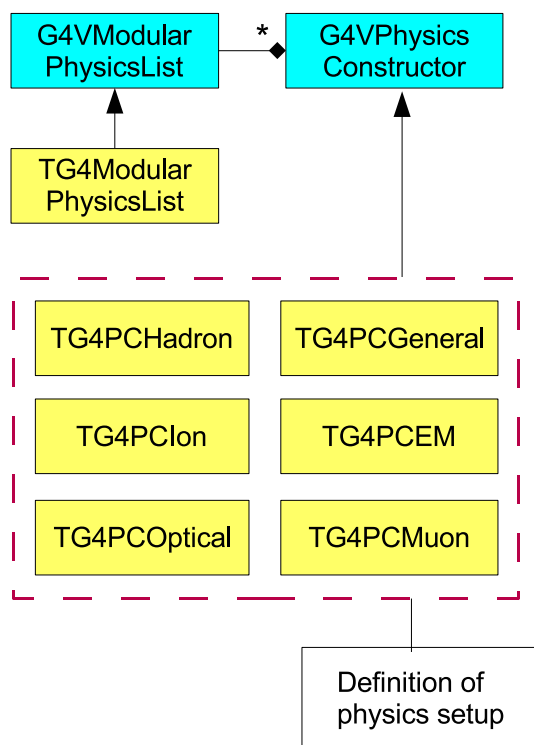 G4VModular
PhysicsList
*
G4VPhysics
Constructor
TG4Modular
PhysicsList
TG4PCHadron
TG4PCGeneral
TG4PCIon
TG4PCEM
TG4PCOptical
TG4PCMuon
Definition of
physics setup